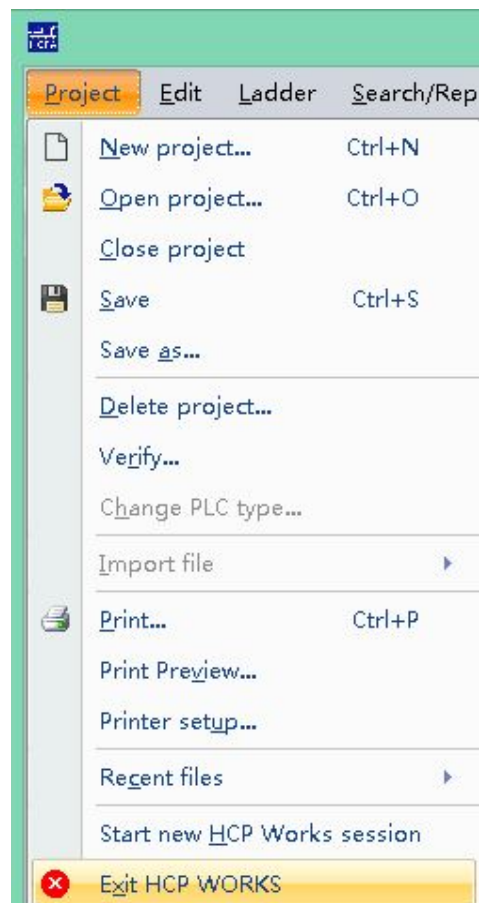 Project Edit Ladder Search/Rep
New project... Ctrl+N
Open project... Ctrl+O
Close project
Save Ctrl+S
Save as...
Delete project...
Verify...
Change PLC type...
Import file
Print... Ctrl+P
Print Preview...
Printer setup...
Recent files
Start new HCP Works session
Exit HCP WORKS